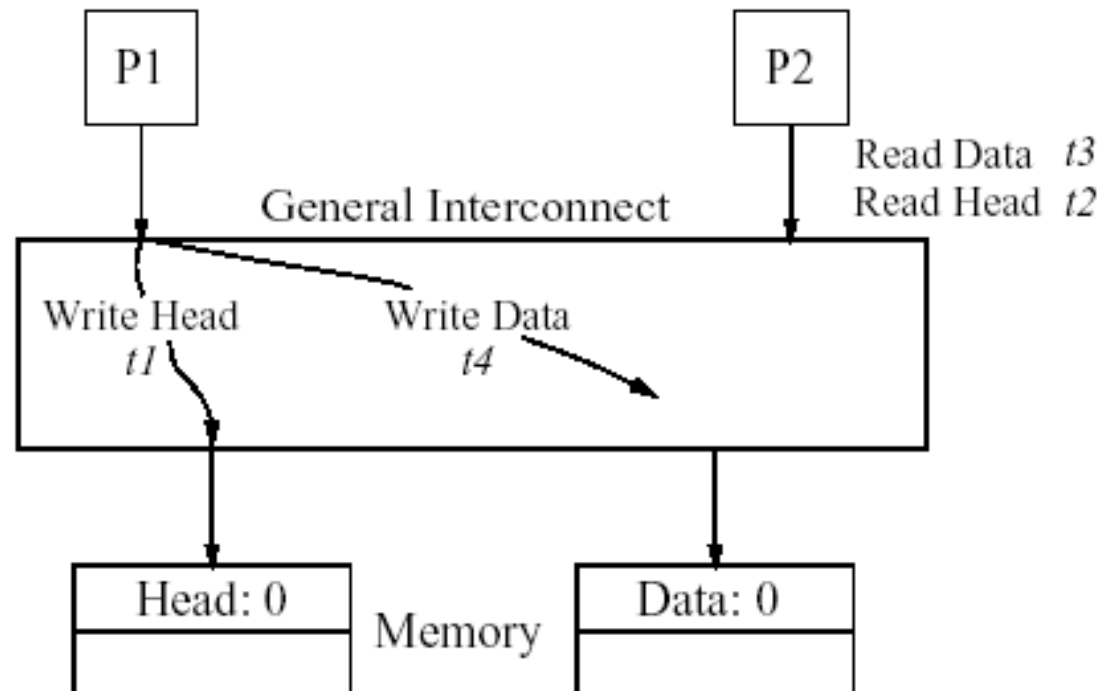 P1
P2
Read Data t3
Read Head t2
General Interconnect
Write Head
t1
Write Data
t4
Head: 0
Memory
Data: 0